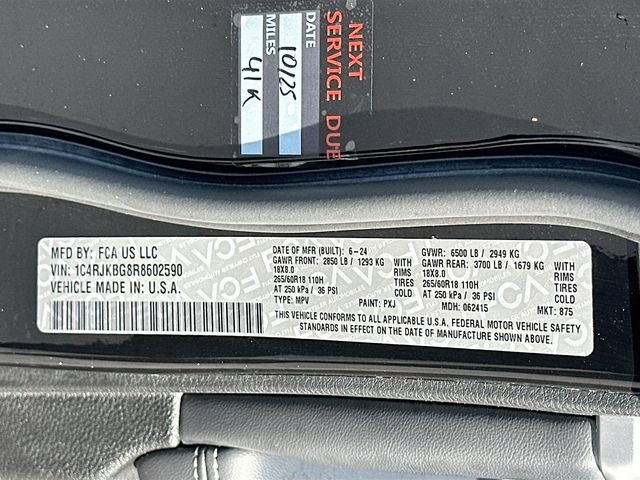 NEXT
SERVICE DUE
DATE
10/25
MILES
41K
MFD BY: FCA US LLC
VIN: 1C4RJKBG8R8602590
VEHICLE MADE IN: U.S.A.
DATE OF MFR (BUILT): 6-24
GAWR FRONT: 2850 LB / 1293 KG WITH
18X8.0 RIMS
265/60R18 110H TIRES
AT 250 kPa / 36 PSI COLD
TYPE: MPV PAINT: PXJ
GVWR: 6500 LB / 2949 KG
GAWR REAR: 3700 LB / 1679 KG WITH
18X8.0 RIMS
265/60R18 110H TIRES
AT 250 kPa / 36 PSI COLD
MDH: 062415 MKT: 875
THIS VEHICLE CONFORMS TO ALL APPLICABLE U.S.A. FEDERAL MOTOR VEHICLE SAFETY
STANDARDS IN EFFECT ON THE DATE OF MANUFACTURE SHOWN ABOVE.